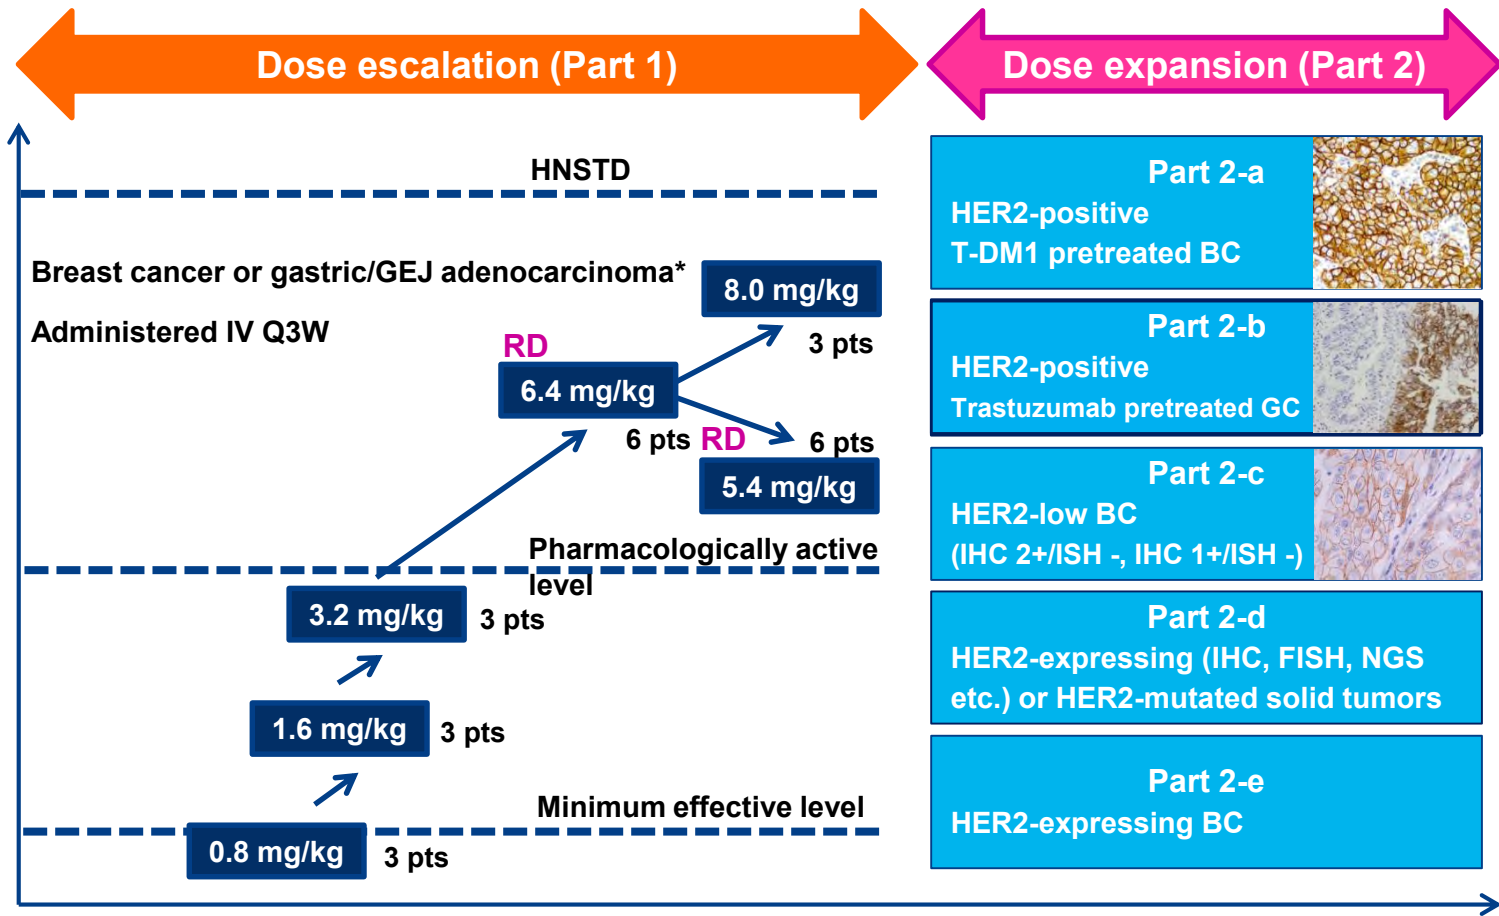 Dose escalation (Part 1)
Dose expansion (Part 2)
HNSTD
Breast cancer or gastric/GEJ adenocarcinoma*
Administered IV Q3W
8.0 mg/kg
3 pts
RD
6.4 mg/kg
6 pts
RD
6 pts
5.4 mg/kg
Pharmacologically active
level
3.2 mg/kg
3 pts
1.6 mg/kg
3 pts
Minimum effective level
0.8 mg/kg
3 pts
Part 2-a
HER2-positive
T-DM1 pretreated BC
Part 2-b
HER2-positive
Trastuzumab pretreated GC
Part 2-c
HER2-low BC
(IHC 2+/ISH -, IHC 1+/ISH -)
Part 2-d
HER2-expressing (IHC, FISH, NGS
etc.) or HER2-mutated solid tumors
Part 2-e
HER2-expressing BC